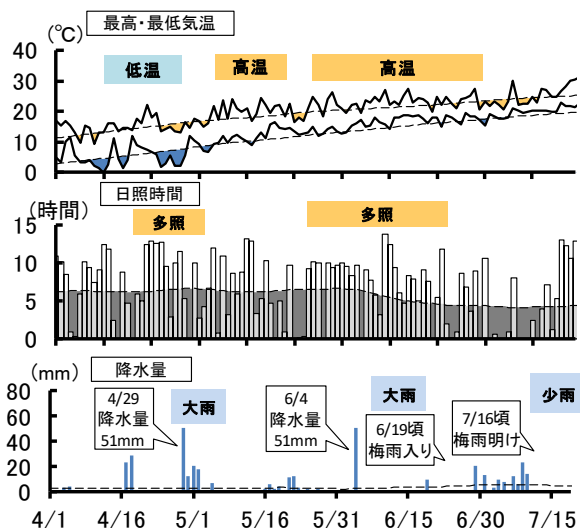 (℃)
最高・最低気温
40
30
20
10
0
低温
高温
高温
日照時間
(時間)
15
10
5
0
多照
多照
(mm)
降水量
80
60
40
20
0
4/29
降水量
51mm
大雨
6/4
降水量
51mm
大雨
6/19頃
梅雨入り
7/16頃
梅雨明け
少雨
4/1
4/16
5/1
5/16
5/31
6/15
6/30
7/15